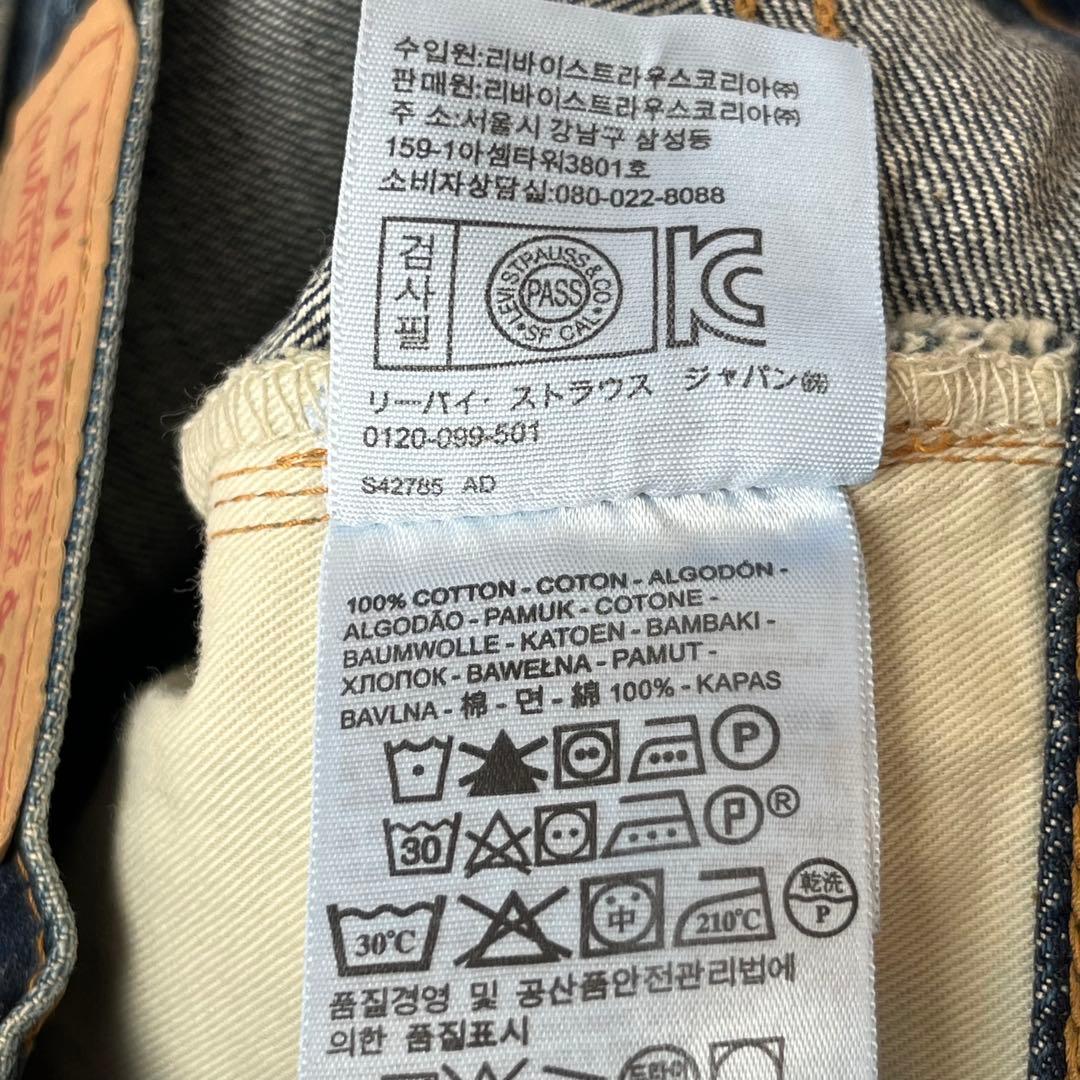 수입원:리바이스트라우스코리아㈜
판매원:리바이스트라우스코리아㈜
주 소:서울시 강남구 삼성동
159-1아셈타워3801호
소비자상담실:080-022-8088
검사필
LEVI STRAUSS & CO
PASS
SF CAL
リーバイ・ストラウス ジャパン㈱
0120-099-501
S42785 AD
100% COTTON - COTON - ALGODÓN -
ALGODÃO - PAMUK - COTONE -
BAUMWOLLE - KATOEN - BAMBAKI -
ХЛОПОК - BAWEŁNA - PAMUT -
BAVLNA - 棉 - 면 - 綿 100% - KAPAS
P
30 P ®
30°C 中 210°C 乾洗 P
품질경영 및 공산품안전관리법에
의한 품질표시
드라이
LEVI STRAUSS &